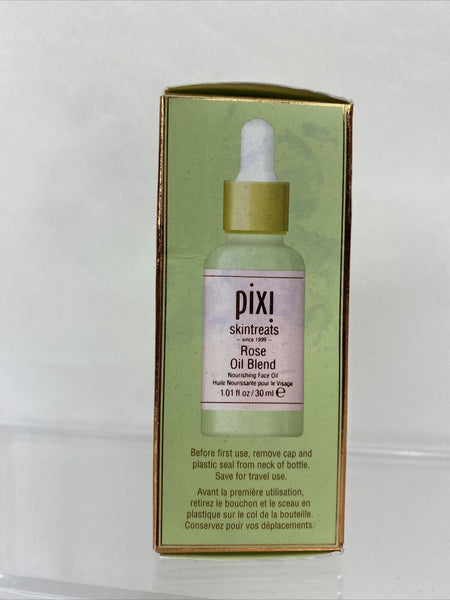 pixi
skintreats
– since 1999 –
Rose
Oil Blend
Nourishing Face Oil
Huile Nourissante pour le Visage
1.01 fl.oz/30 ml ℮
Before first use, remove cap and
plastic seal from neck of bottle.
Save for travel use.
Avant la première utilisation,
retirez le bouchon et le sceau en
plastique sur le col de la bouteille.
Conservez pour vos déplacements.